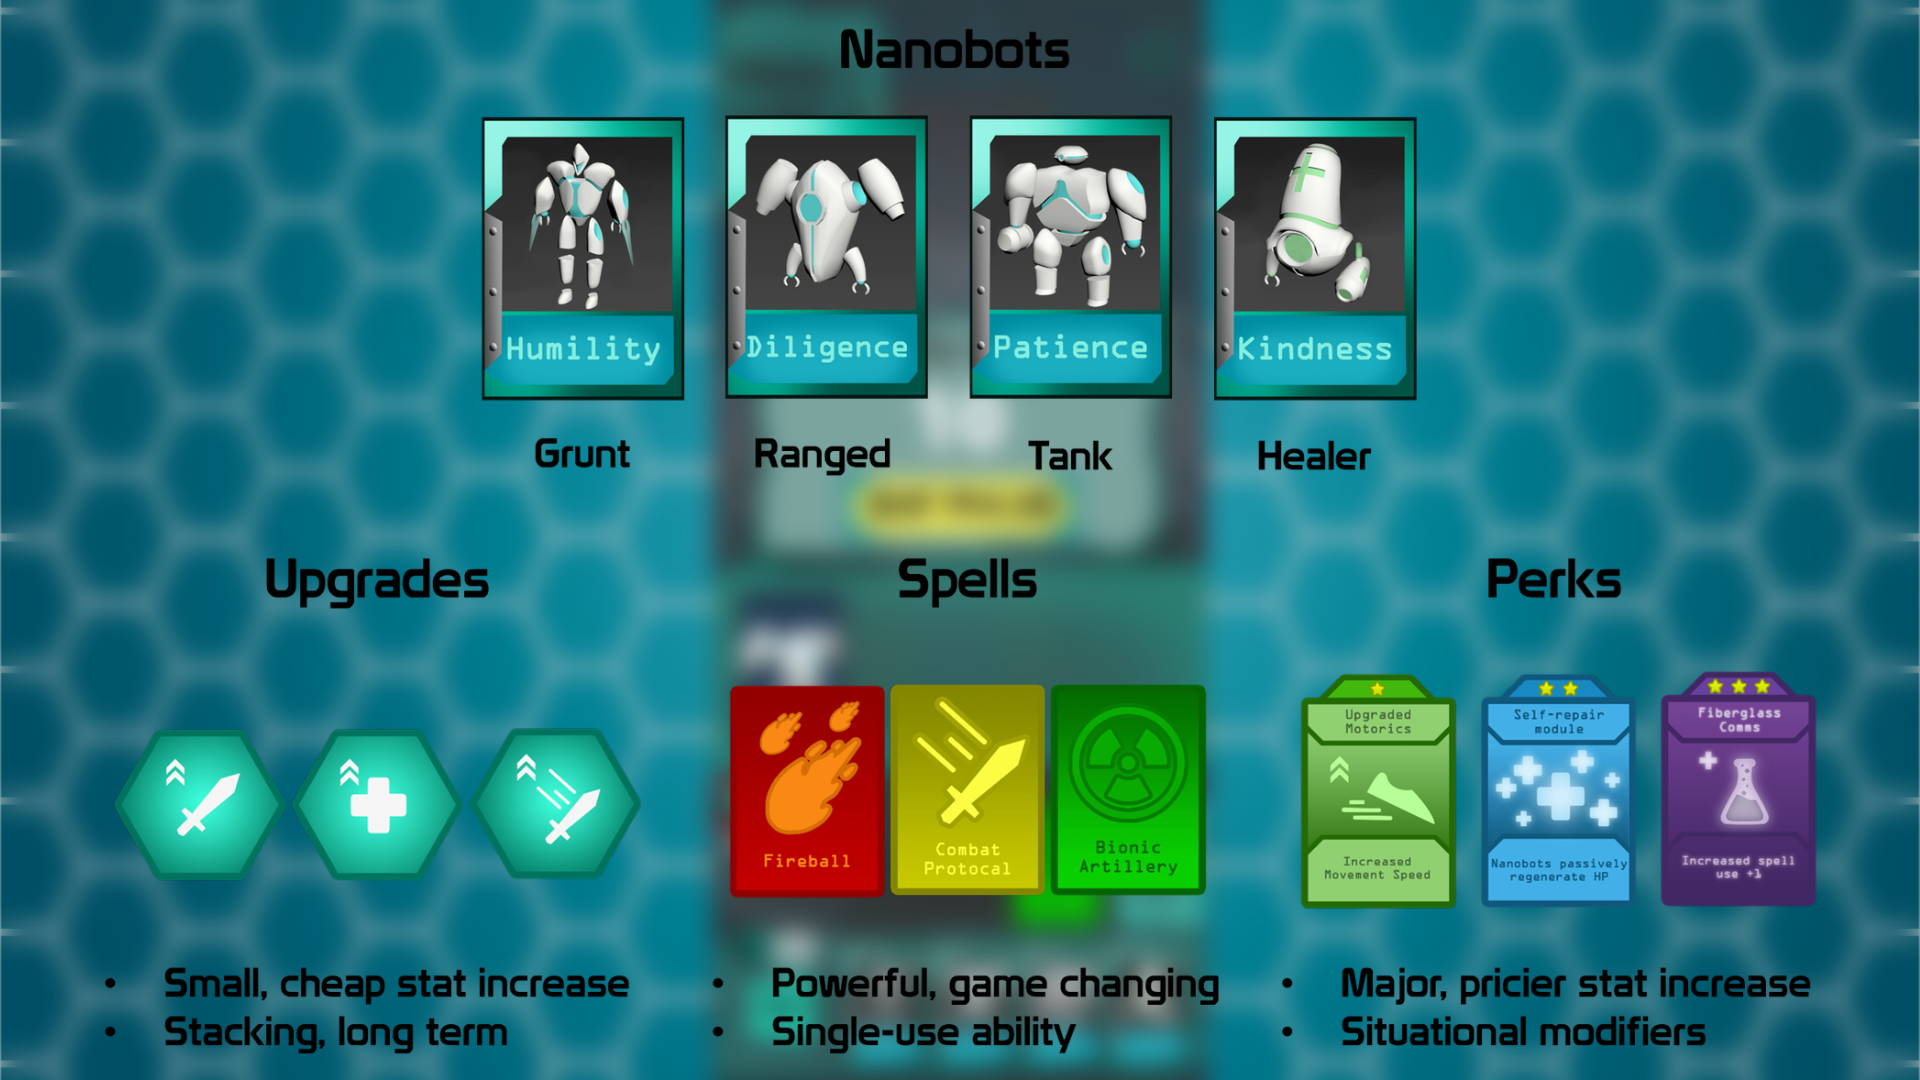 Nanobots
Humility
Diligence
Patience
Kindness
Grunt
Ranged
Tank
Healer
Upgrades
Spells
Perks
Fireball
Combat
Protocal
Bionic
Artillery
Upgraded
Motorics
Increased
Movement Speed
Self-repair
module
Nanobots passively
regenerate HP
Fiberglass
Comms
Increased spell
use +1
• Small, cheap stat increase
• Stacking, long term
• Powerful, game changing
• Single-use ability
• Major, pricier stat increase
• Situational modifiers